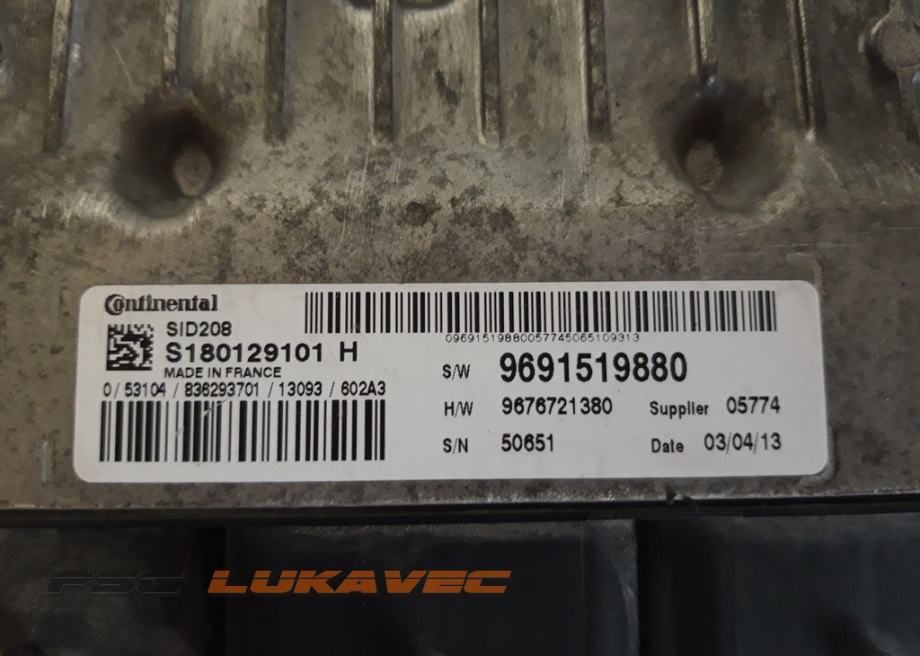 Continental
SID208
S180129101 H
MADE IN FRANCE
0/53104 / 836293701 / 13093 / 602A3
09691519880057745065109313
S/W 9691519880
H/W 9676721380 Supplier 05774
S/N 50651 Date 03/04/13
PSC LUKAVEC